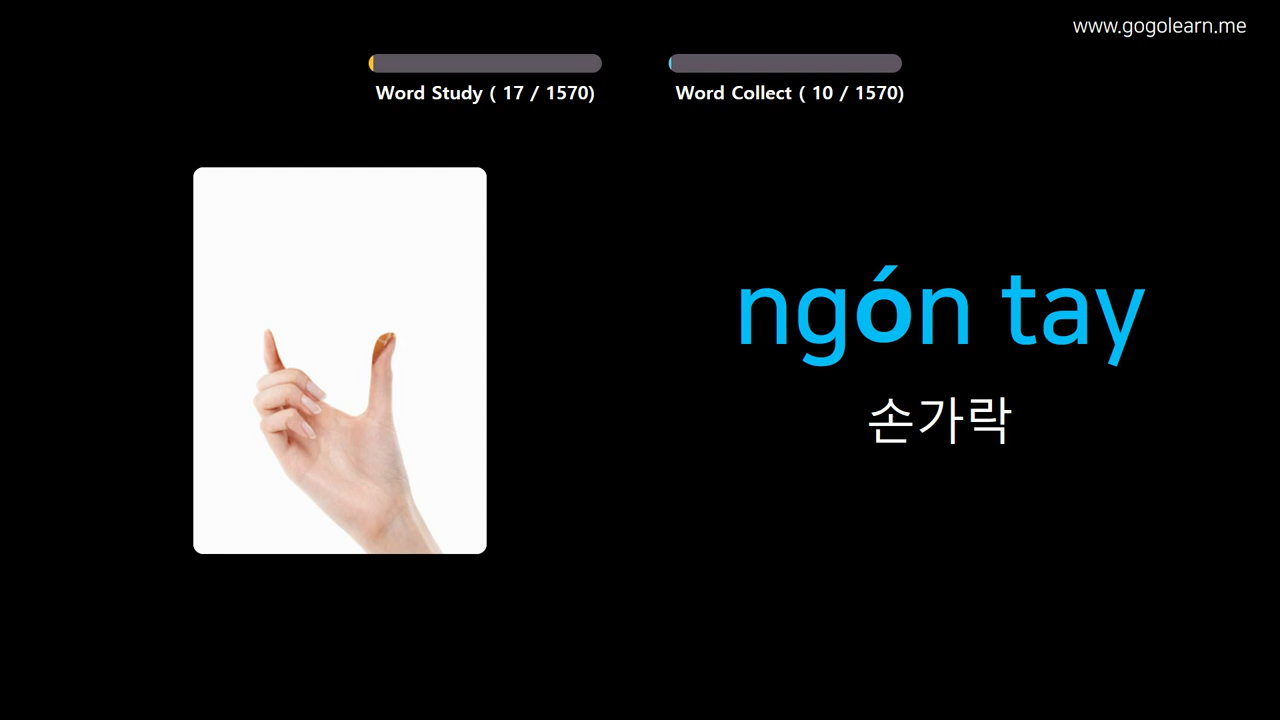 www.gogolearn.me
Word Study ( 17 / 1570)
Word Collect ( 10 / 1570)
ngón tay
손가락